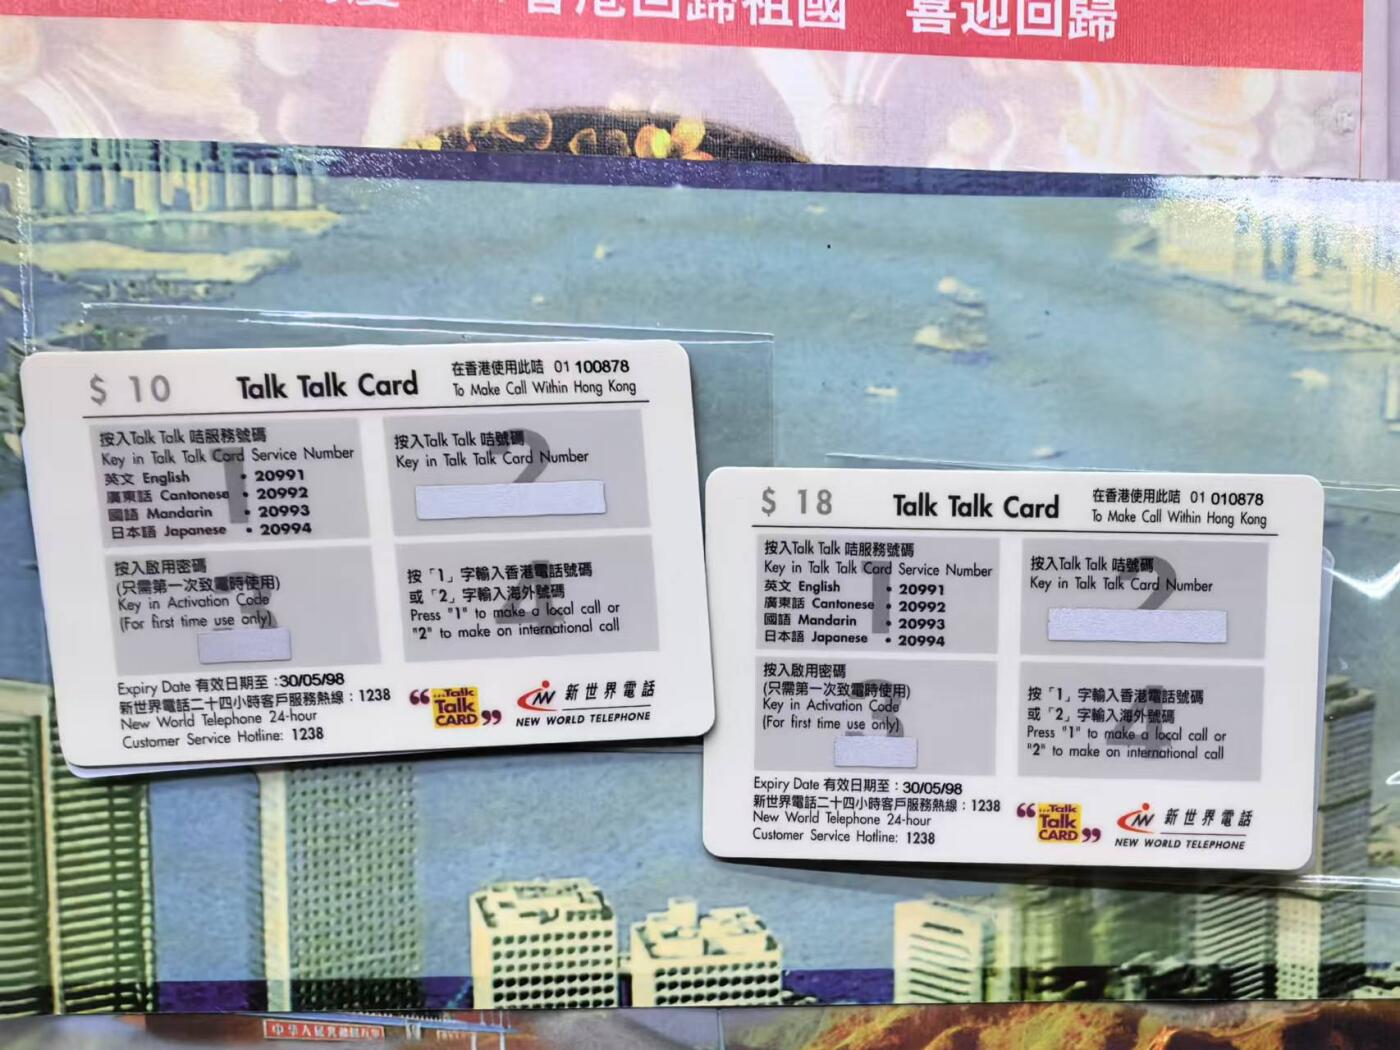 香港回歸祖國 喜迎回歸
$ 10 Talk Talk Card 在香港使用此咭 01 100878
To Make Call Within Hong Kong
按入Talk Talk 咭服務號碼
Key in Talk Talk Card Service Number
英文 English • 20991
廣東話 Cantonese • 20992
國語 Mandarin • 20993
日本語 Japanese • 20994
1
按入Talk Talk 咭號碼
Key in Talk Talk Card Number
2
按入啟用密碼
(只需第一次致電時使用)
Key in Activation Code
(For first time use only)
3
按「1」字輸入香港電話號碼
或「2」字輸入海外號碼
Press "1" to make a local call or
"2" to make on international call
4
Expiry Date 有效日期至 : 30/05/98
新世界電話二十四小時客戶服務熱線 : 1238
New World Telephone 24-hour
Customer Service Hotline: 1238
...Talk
Talk
CARD
新世界電話
NEW WORLD TELEPHONE
$ 18 Talk Talk Card 在香港使用此咭 01 010878
To Make Call Within Hong Kong
按入Talk Talk 咭服務號碼
Key in Talk Talk Card Service Number
英文 English • 20991
廣東話 Cantonese • 20992
國語 Mandarin • 20993
日本語 Japanese • 20994
1
按入Talk Talk 咭號碼
Key in Talk Talk Card Number
2
按入啟用密碼
(只需第一次致電時使用)
Key in Activation Code
(For first time use only)
3
按「1」字輸入香港電話號碼
或「2」字輸入海外號碼
Press "1" to make a local call or
"2" to make on international call
4
Expiry Date 有效日期至 : 30/05/98
新世界電話二十四小時客戶服務熱線 : 1238
New World Telephone 24-hour
Customer Service Hotline: 1238
...Talk
Talk
CARD
新世界電話
NEW WORLD TELEPHONE
中华人民共和